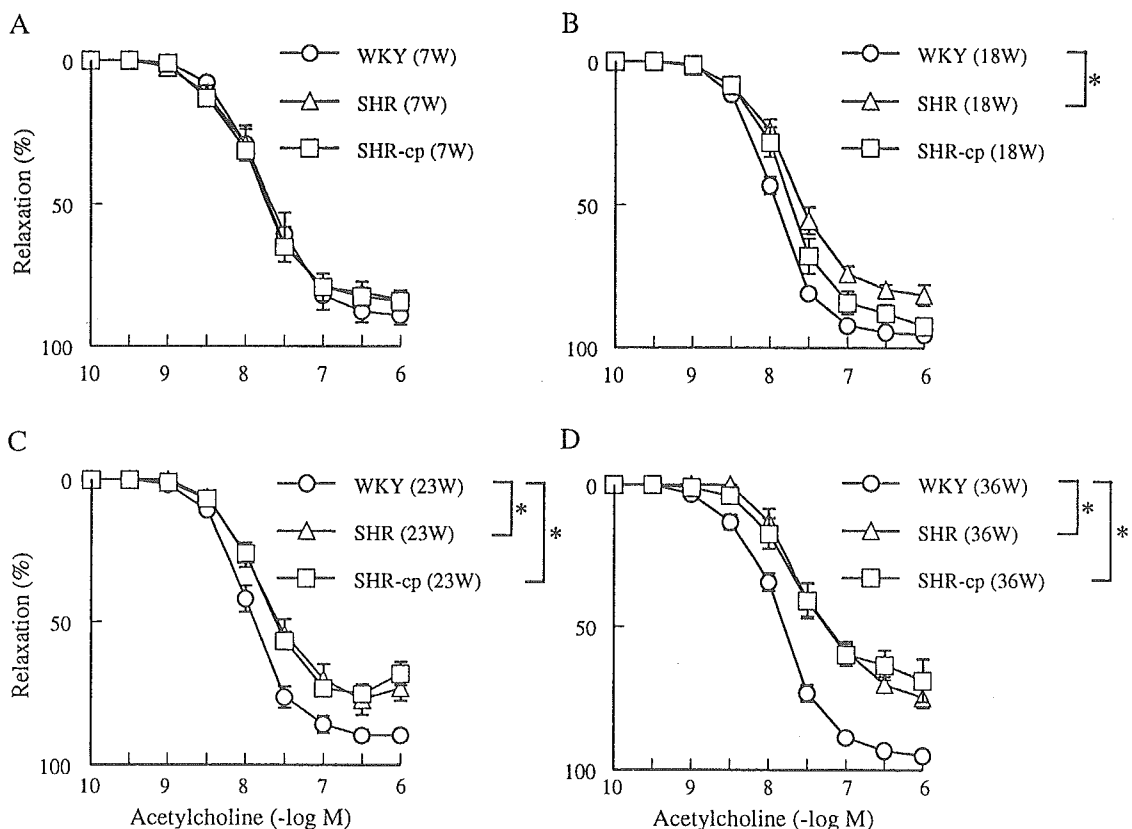 A
WKY (7W)
SHR (7W)
SHR-cp (7W)
Relaxation (%)
0
50
100
10 9 8 7 6
B
WKY (18W)
SHR (18W)
SHR-cp (18W)
*
0
50
100
10 9 8 7 6
C
WKY (23W)
SHR (23W)
SHR-cp (23W)
*
*
Relaxation (%)
0
50
100
10 9 8 7 6
Acetylcholine (-log M)
D
WKY (36W)
SHR (36W)
SHR-cp (36W)
*
*
0
50
100
10 9 8 7 6
Acetylcholine (-log M)